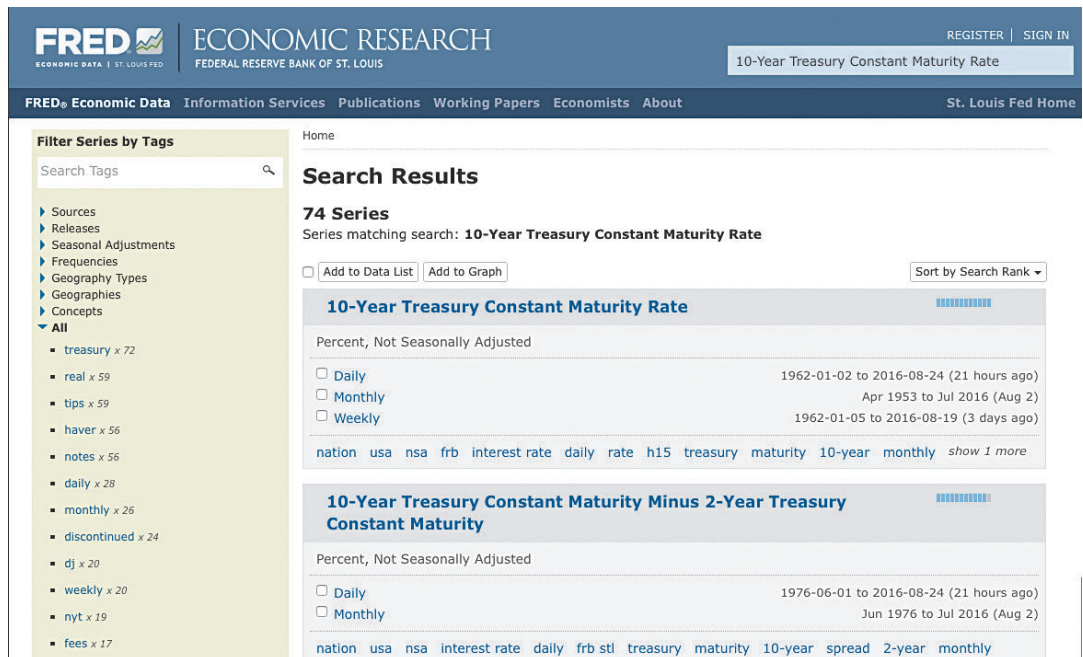 FRED
ECONOMIC DATA | ST. LOUIS FED
ECONOMIC RESEARCH
FEDERAL RESERVE BANK OF ST. LOUIS
REGISTER | SIGN IN
10-Year Treasury Constant Maturity Rate
FRED® Economic Data Information Services Publications Working Papers Economists About St. Louis Fed Home
Filter Series by Tags
Search Tags
Sources
Releases
Seasonal Adjustments
Frequencies
Geography Types
Geographies
Concepts
All
treasury x 72
real x 59
tips x 59
haver x 56
notes x 56
daily x 28
monthly x 26
discontinued x 24
dj x 20
weekly x 20
nyt x 19
fees x 17
Home
Search Results
74 Series
Series matching search: 10-Year Treasury Constant Maturity Rate
Add to Data List Add to Graph Sort by Search Rank
10-Year Treasury Constant Maturity Rate
Percent, Not Seasonally Adjusted
Daily 1962-01-02 to 2016-08-24 (21 hours ago)
Monthly Apr 1953 to Jul 2016 (Aug 2)
Weekly 1962-01-05 to 2016-08-19 (3 days ago)
nation usa nsa frb interest rate daily rate h15 treasury maturity 10-year monthly show 1 more
10-Year Treasury Constant Maturity Minus 2-Year Treasury
Constant Maturity
Percent, Not Seasonally Adjusted
Daily 1976-06-01 to 2016-08-24 (21 hours ago)
Monthly Jun 1976 to Jul 2016 (Aug 2)
nation usa nsa interest rate daily frb stl treasury maturity 10-year spread 2-year monthly